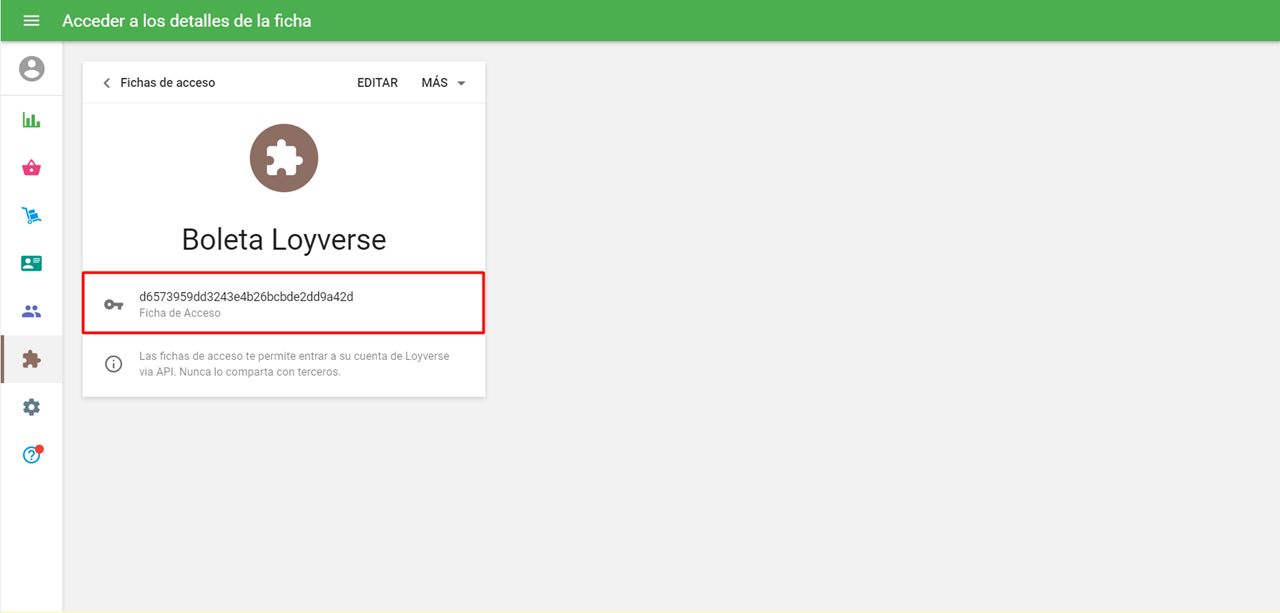 Acceder a los detalles de la ficha
Fichas de acceso EDITAR MÁS
Boleta Loyverse
d6573959dd3243e4b26bcbde2dd9a42d
Ficha de Acceso
Las fichas de acceso te permite entrar a su cuenta de Loyverse
via API. Nunca lo comparta con terceros.